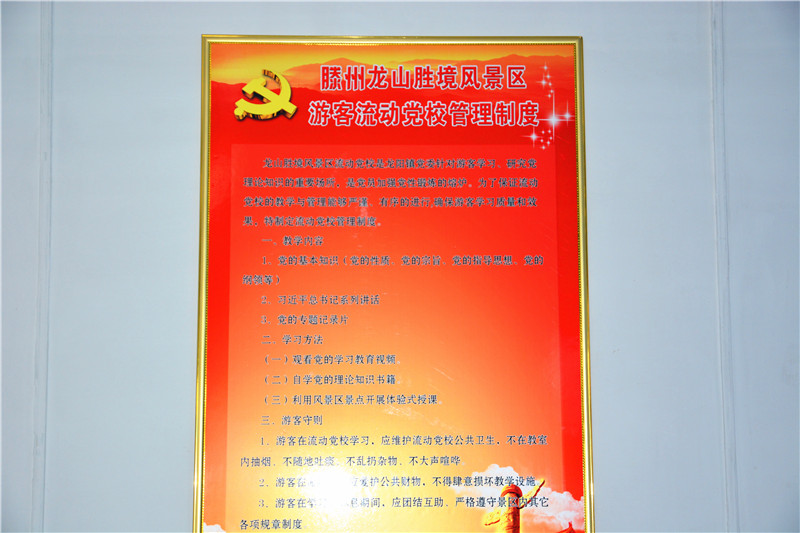 滕州龙山胜境风景区
游客流动党校管理制度
龙山胜境风景区流动党校是龙阳镇党委针对游客学习、研究党
理论知识的重要场所，是党员加强党性锻炼的熔炉。为了保证流动
党校的教学与管理能够严谨、有序的进行,确保游客学习质量和效
果，特制定流动党校管理制度。
一、教学内容
1、党的基本知识（党的性质、党的宗旨、党的指导思想、党的
纲领等）
2、习近平总书记系列讲话
3、党的专题记录片
二、学习方法
（一）观看党的学习教育视频。
（二）自学党的理论知识书籍。
（三）利用风景区景点开展体验式授课。
三、游客守则
1、游客在流动党校学习，应维护流动党校公共卫生，不在教室
内抽烟、不随地吐痰、不乱扔杂物、不大声喧哗。
2、游客在 爱护公共财物，不得肆意损坏教学设施。
3、游客在学习 期间，应团结互助、严格遵守景区内其它
各项规章制度。